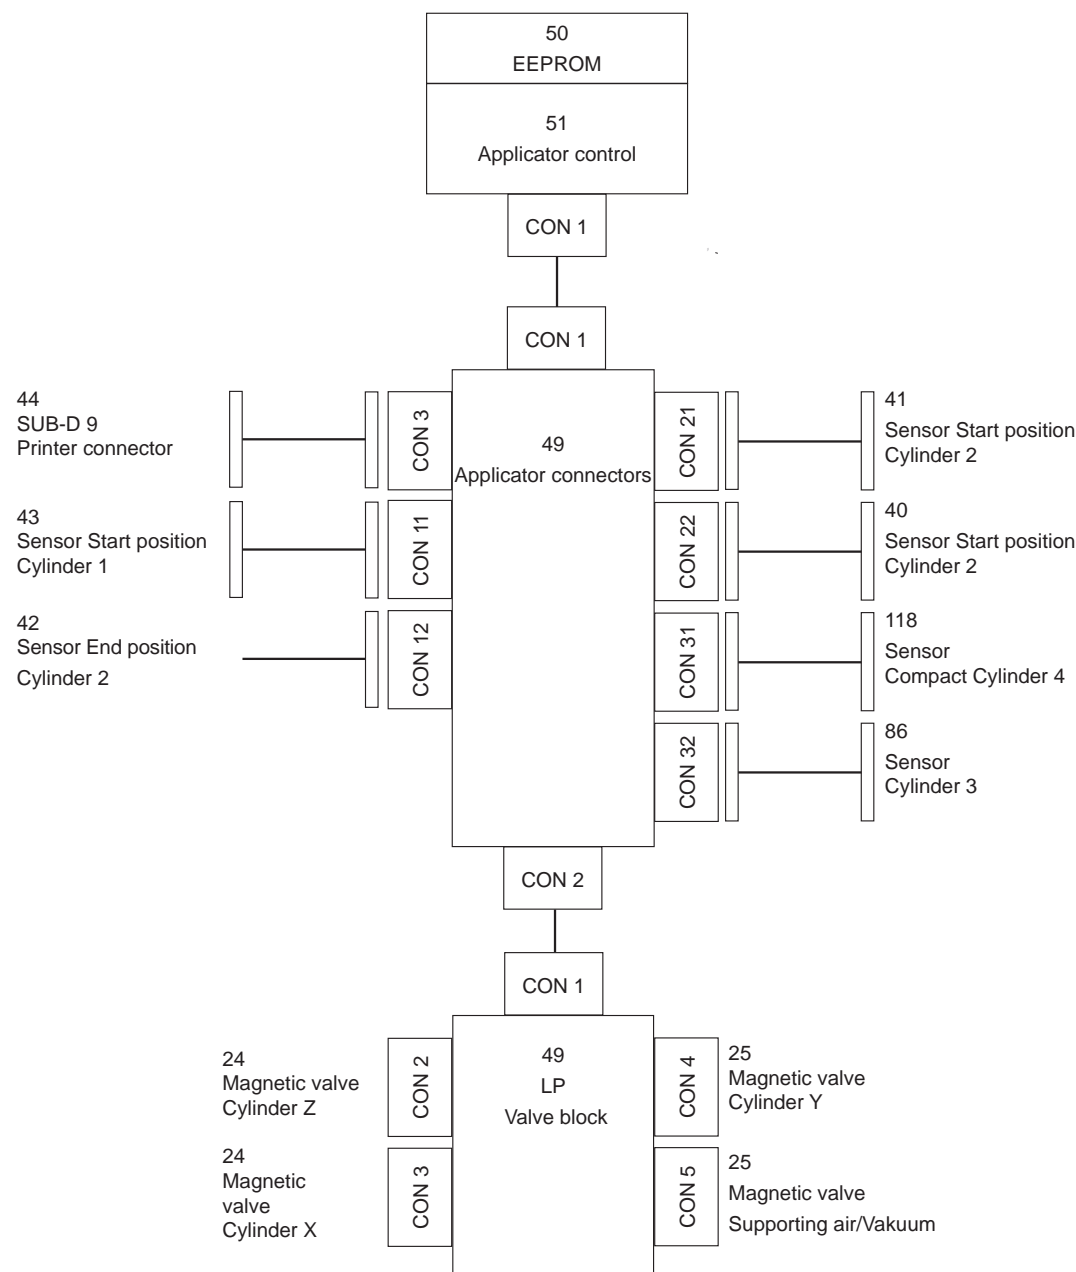 50
EEPROM
51
Applicator control
CON 1
CON 1
44
SUB-D 9
Printer connector
CON 3
49
Applicator connectors
CON 21
41
Sensor Start position
Cylinder 2
43
Sensor Start position
Cylinder 1
CON 11
CON 22
40
Sensor Start position
Cylinder 2
42
Sensor End position
Cylinder 2
CON 12
CON 31
118
Sensor
Compact Cylinder 4
CON 32
86
Sensor
Cylinder 3
CON 2
CON 1
24
Magnetic valve
Cylinder Z
CON 2
49
LP
Valve block
CON 4
25
Magnetic valve
Cylinder Y
24
Magnetic
valve
Cylinder X
CON 3
CON 5
25
Magnetic valve
Supporting air/Vakuum